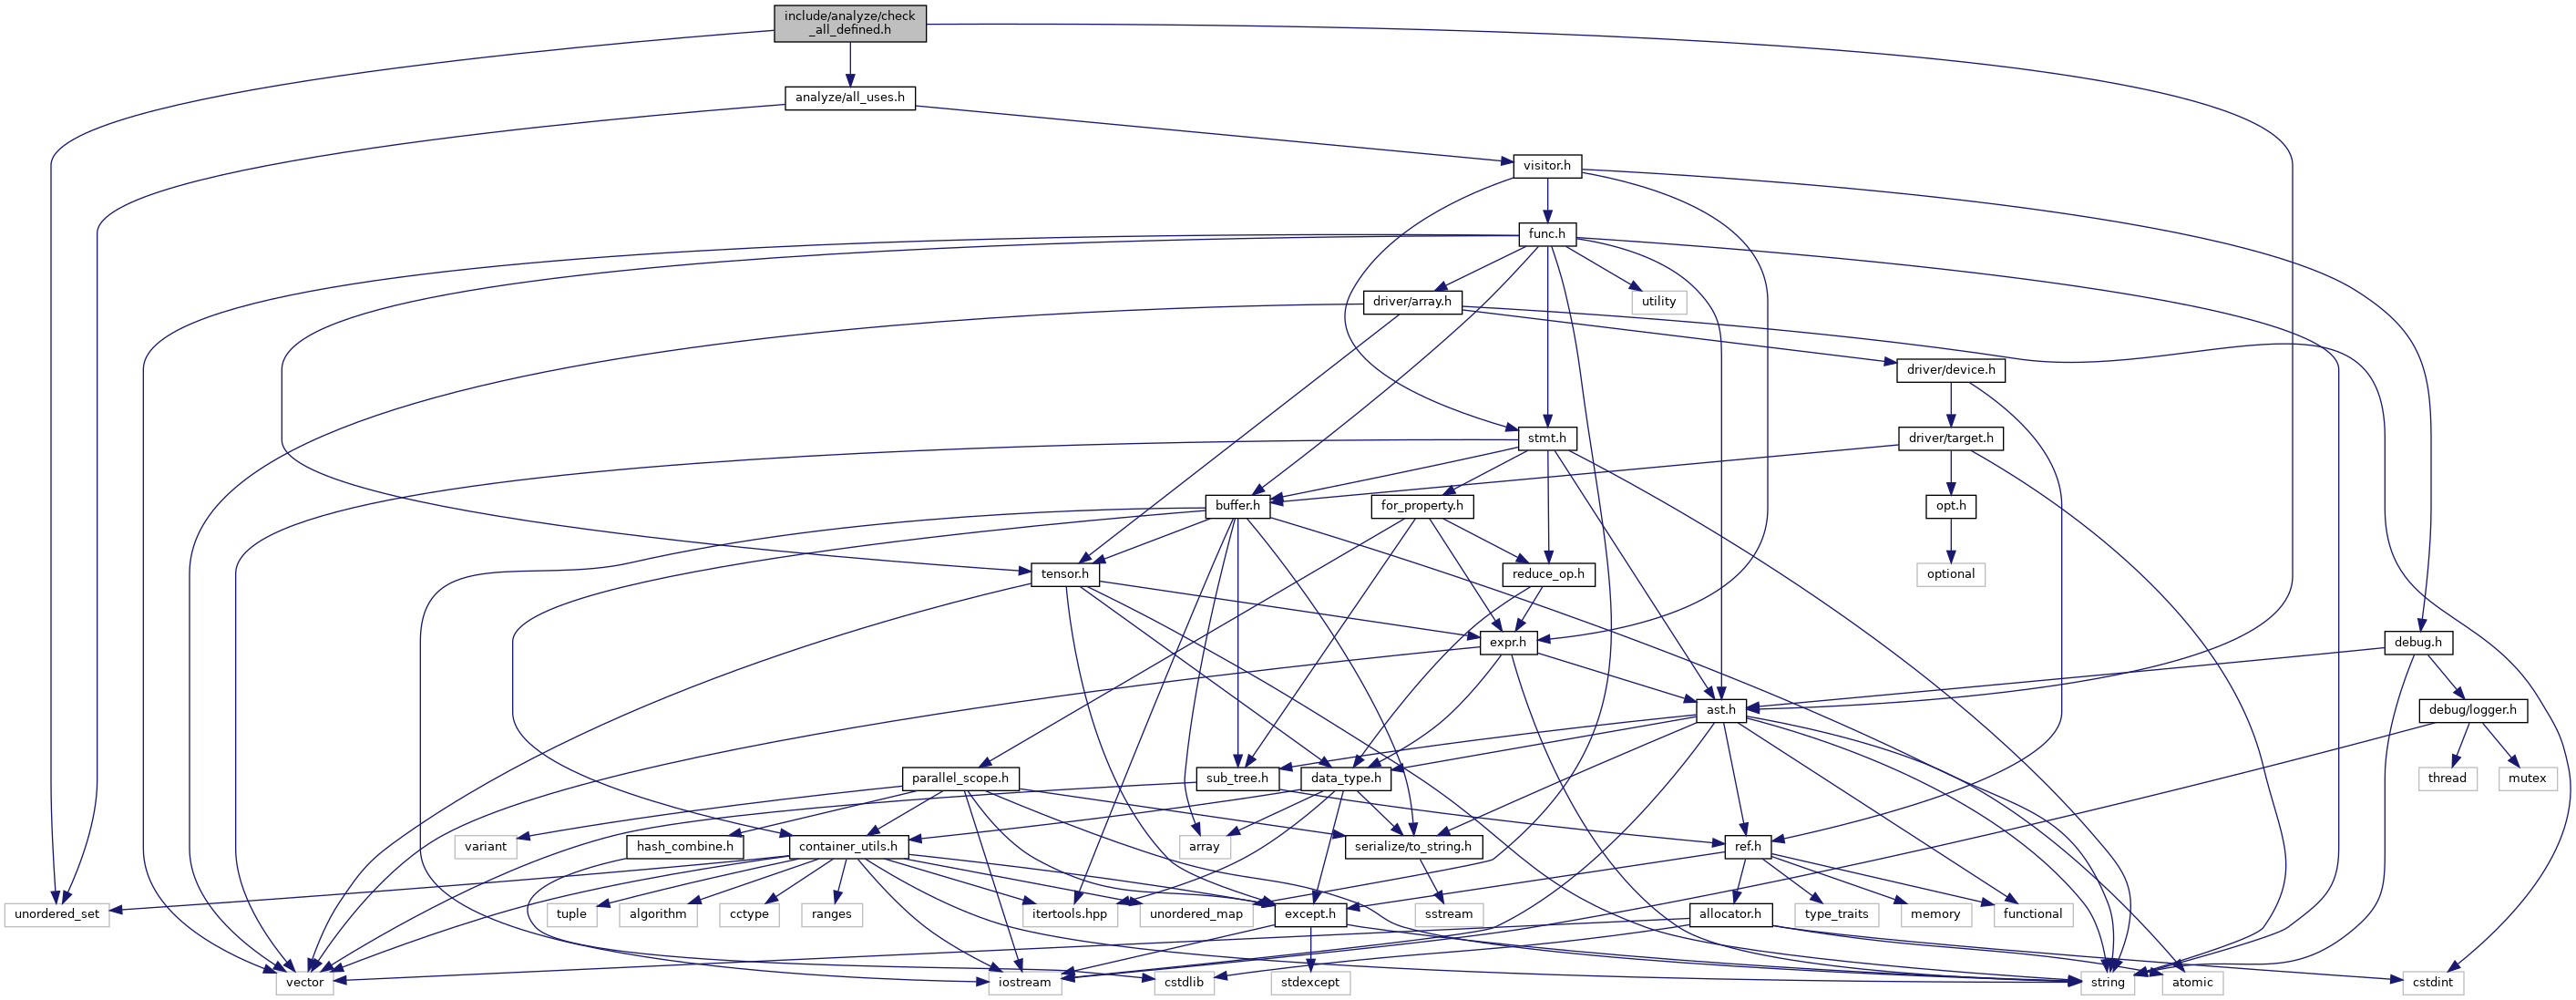 include/analyze/check
_all_defined.h
analyze/all_uses.h
visitor.h
func.h
driver/array.h
utility
driver/device.h
stmt.h
driver/target.h
buffer.h
for_property.h
opt.h
tensor.h
reduce_op.h
optional
expr.h
debug.h
ast.h
debug/logger.h
parallel_scope.h
sub_tree.h
data_type.h
thread
mutex
variant
hash_combine.h
container_utils.h
array
serialize/to_string.h
ref.h
unordered_set
tuple
algorithm
cctype
ranges
itertools.hpp
unordered_map
except.h
sstream
allocator.h
type_traits
memory
functional
vector
iostream
cstdlib
stdexcept
string
atomic
cstdint